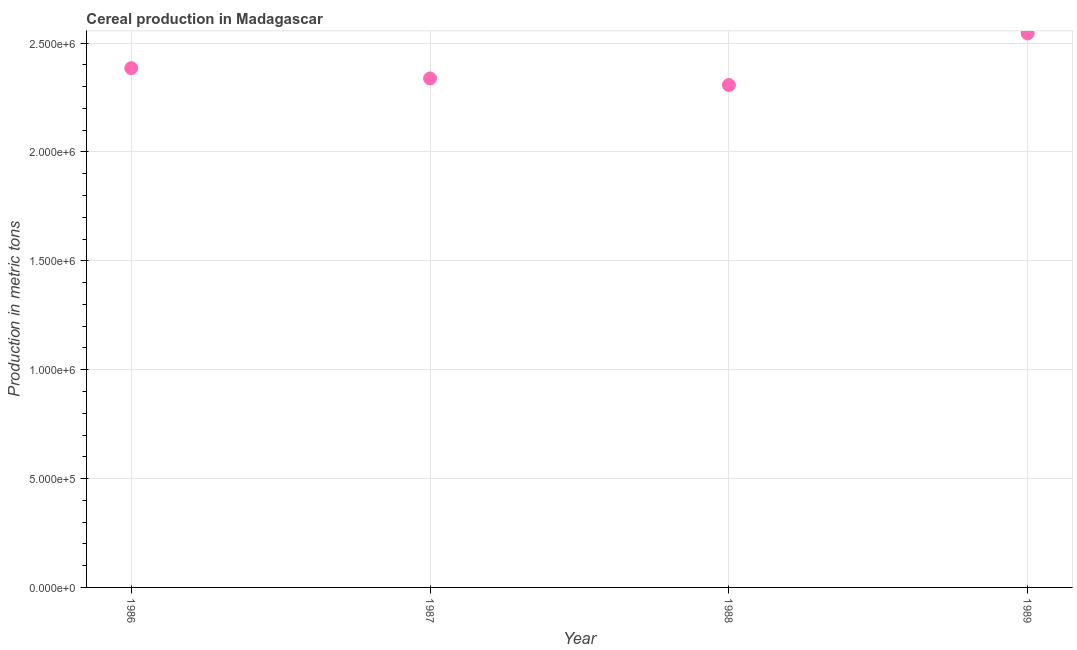 Cereal production in Madagascar
Production in metric tons
2.500e+6
2.000e+6
1.500e+6
1.000e+6
5.000e+5
0.000e+0
1986
1987
1988
1989
Year